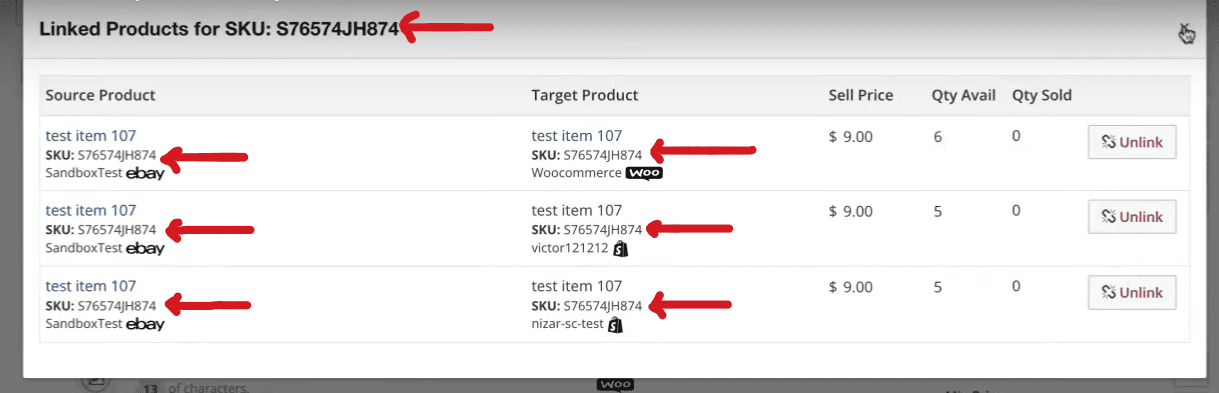 Linked Products for SKU: S76574JH874
Source Product Target Product Sell Price Qty Avail Qty Sold
test item 107 test item 107 $ 9.00 6 0 Unlink
SKU: S76574JH874 SKU: S76574JH874
SandboxTest ebay Woocommerce Woo
test item 107 test item 107 $ 9.00 5 0 Unlink
SKU: S76574JH874 SKU: S76574JH874
SandboxTest ebay victor121212
test item 107 test item 107 $ 9.00 5 0 Unlink
SKU: S76574JH874 SKU: S76574JH874
SandboxTest ebay nizar-sc-test
13 of characters. Woo